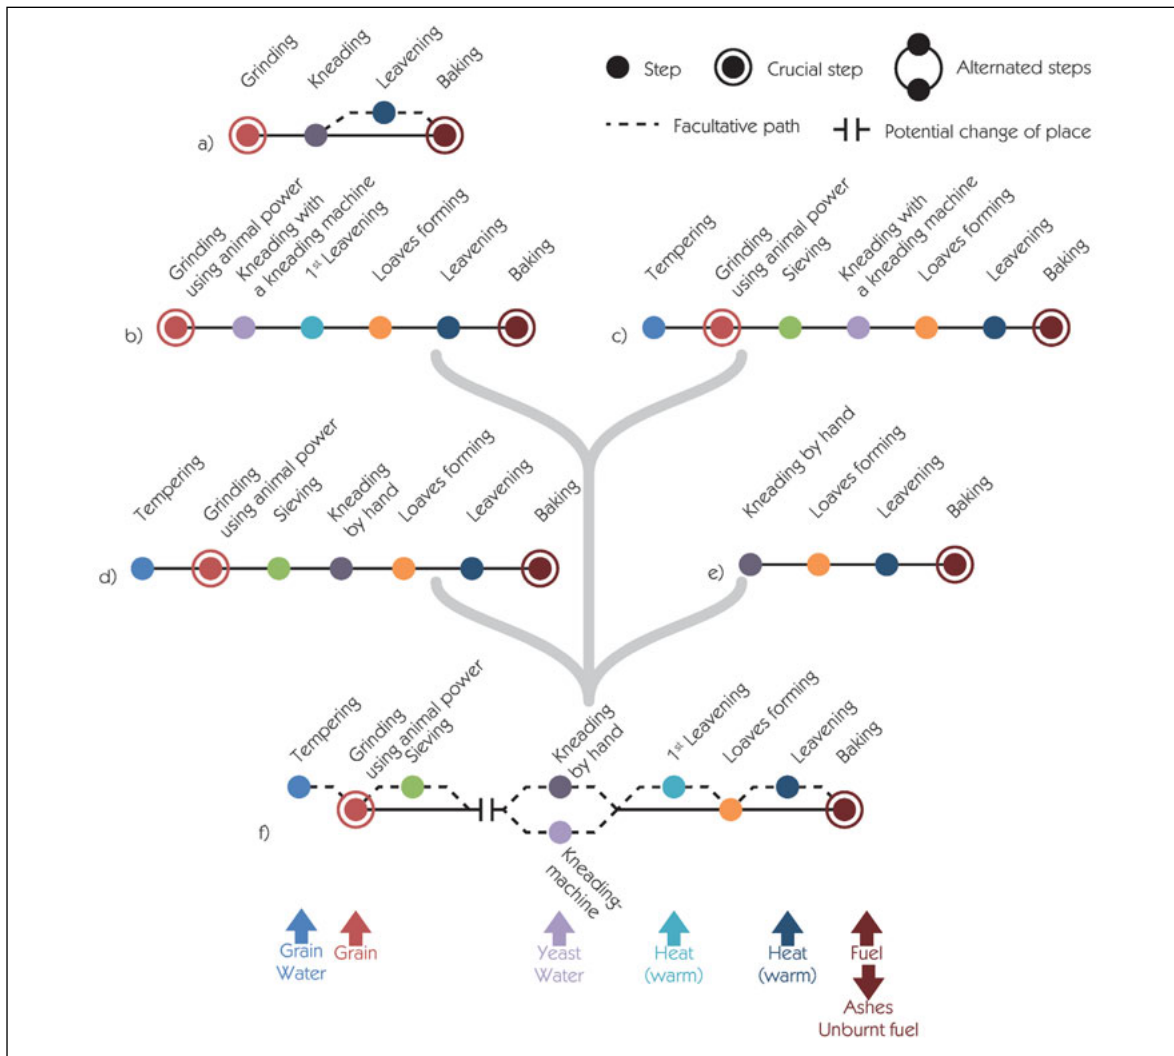 Grinding
Kneading
Leavening
Baking
a)
Step
Crucial step
Alternated steps
Facultative path
Potential change of place
Grinding
using animal power
Kneading with
a kneading machine
1st Leavening
Loaves forming
Leavening
Baking
b)
Tempering
Grinding
using animal power
Sieving
Kneading with
a kneading machine
Loaves forming
Leavening
Baking
c)
Tempering
Grinding
using animal power
Sieving
Kneading
by hand
Loaves forming
Leavening
Baking
d)
Kneading by hand
Loaves forming
Leavening
Baking
e)
Tempering
Grinding
using animal power
Sieving
Kneading
by hand
1st Leavening
Loaves forming
Leavening
Baking
f)
Kneading-
machine
Grain
Water
Grain
Yeast
Water
Heat
(warm)
Heat
(warm)
Fuel
Ashes
Unburnt fuel